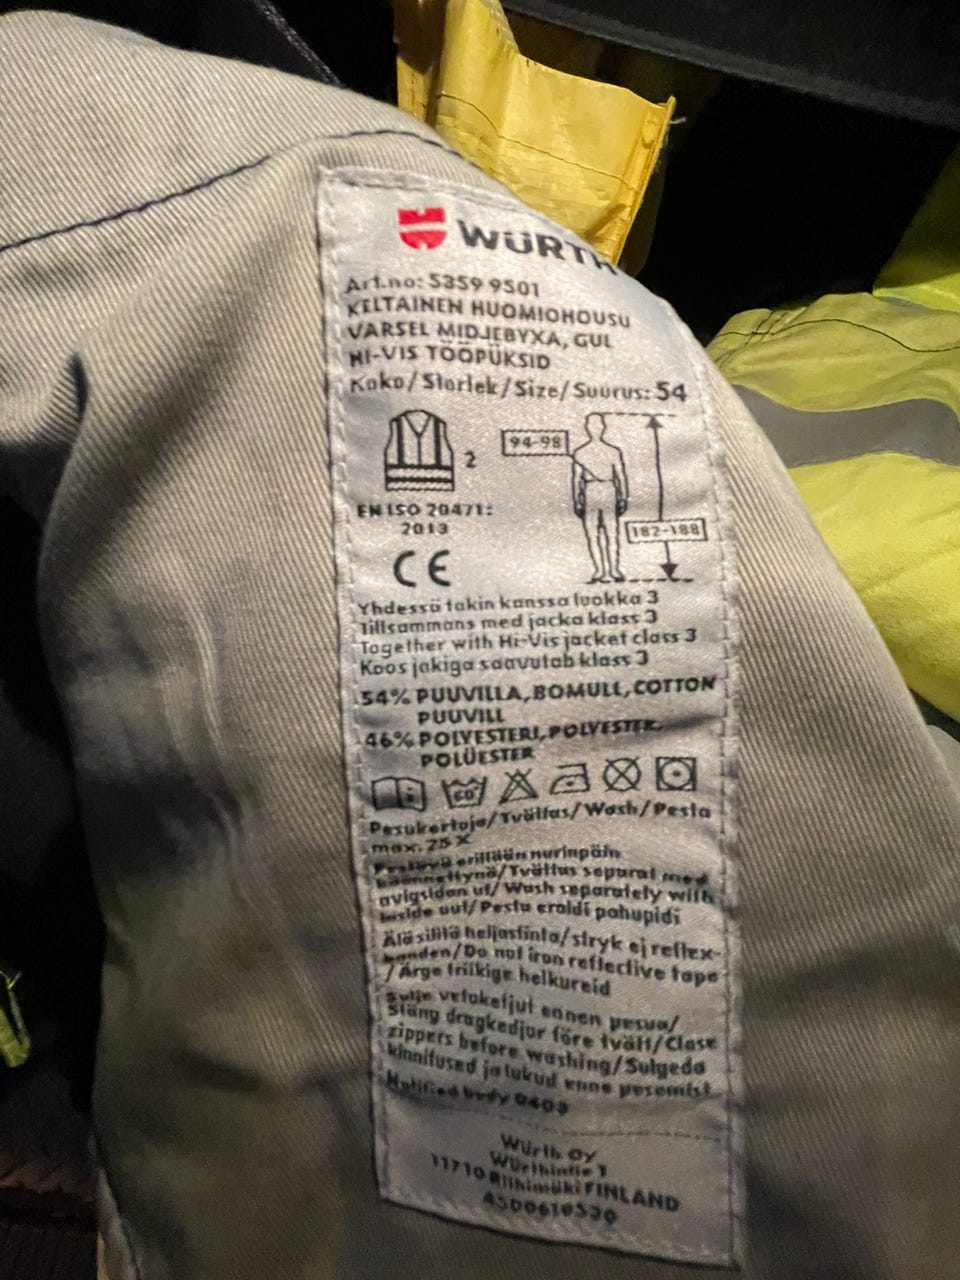 WÜRTH
Art.no: 5359 9501
KELTAINEN HUOMIOHOUSU
VARSEL MIDJEBYXA, GUL
HI-VIS TÖÖPÜKSID
Koko/Storlek/Size/Suurus: 54
2
94-98
EN ISO 20471:
2013
182-188
CE
Yhdessä takin kanssa luokka 3
Tillsammans med jacka klass 3
Together with Hi-Vis jacket class 3
Koos jakiga saavutab klass 3
54% PUUVILLA, BOMULL, COTTON
PUUVILL
46% POLYESTERI, POLYESTER,
POLÜESTER
60°
Pesukertoja/Tvättas/Wash/Pesta
max. 25 X
Pestävä erillään nurinpäin
käännettynä/Tvättas separat med
avigsidan ut/Wash separately with
inside out/Pesta eraldi pahupidi
Älä silitä heijastinta/stryk ej reflex-
banden/Do not iron reflective tape
/Ärge triikige helkureid
Sulje vetoketjut ennen pesua/
Stäng dragkedjor före tvätt/Close
zippers before washing/Sulgeda
kinnitused ja lukud enne pesemist
Notified body 0403
Würth Oy
Würthintie 1
11710 Riihimäki FINLAND
4500610530